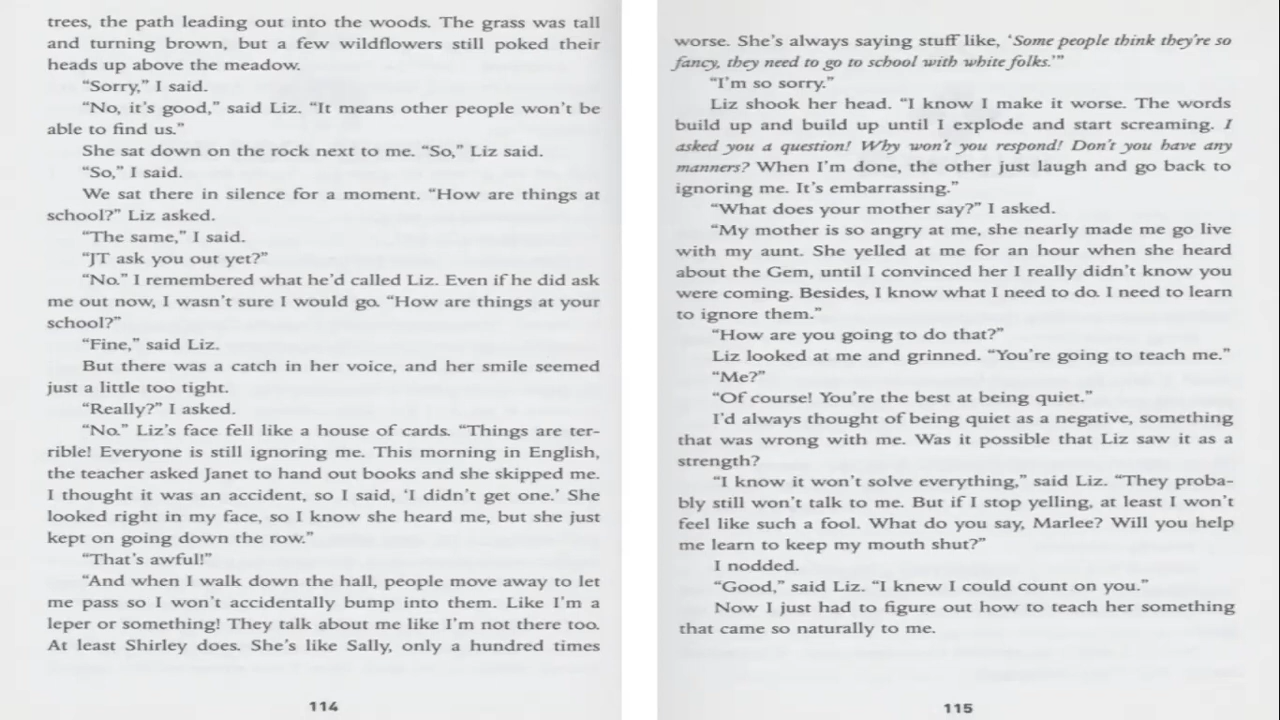 trees, the path leading out into the woods. The grass was tall
and turning brown, but a few wildflowers still poked their
heads up above the meadow.
“Sorry,” I said.
“No, it’s good,” said Liz. “It means other people won’t be
able to find us.”
She sat down on the rock next to me. “So,” Liz said.
“So,” I said.
We sat there in silence for a moment. “How are things at
school?” Liz asked.
“The same,” I said.
“JT ask you out yet?”
“No.” I remembered what he’d called Liz. Even if he did ask
me out now, I wasn’t sure I would go. “How are things at your
school?”
“Fine,” said Liz.
But there was a catch in her voice, and her smile seemed
just a little too tight.
“Really?” I asked.
“No.” Liz’s face fell like a house of cards. “Things are ter-
rible! Everyone is still ignoring me. This morning in English,
the teacher asked Janet to hand out books and she skipped me.
I thought it was an accident, so I said, ‘I didn’t get one.’ She
looked right in my face, so I know she heard me, but she just
kept on going down the row.”
“That’s awful!”
“And when I walk down the hall, people move away to let
me pass so I won’t accidentally bump into them. Like I’m a
leper or something! They talk about me like I’m not there too.
At least Shirley does. She’s like Sally, only a hundred times
114
worse. She’s always saying stuff like, ‘Some people think they’re so
fancy, they need to go to school with white folks.’”
“I’m so sorry.”
Liz shook her head. “I know I make it worse. The words
build up and build up until I explode and start screaming. I
asked you a question! Why won’t you respond! Don’t you have any
manners? When I’m done, the other just laugh and go back to
ignoring me. It’s embarrassing.”
“What does your mother say?” I asked.
“My mother is so angry at me, she nearly made me go live
with my aunt. She yelled at me for an hour when she heard
about the Gem, until I convinced her I really didn’t know you
were coming. Besides, I know what I need to do. I need to learn
to ignore them.”
“How are you going to do that?”
Liz looked at me and grinned. “You’re going to teach me.”
“Me?”
“Of course! You’re the best at being quiet.”
I’d always thought of being quiet as a negative, something
that was wrong with me. Was it possible that Liz saw it as a
strength?
“I know it won’t solve everything,” said Liz. “They proba-
bly still won’t talk to me. But if I stop yelling, at least I won’t
feel like such a fool. What do you say, Marlee? Will you help
me learn to keep my mouth shut?”
I nodded.
“Good,” said Liz. “I knew I could count on you.”
Now I just had to figure out how to teach her something
that came so naturally to me.
115